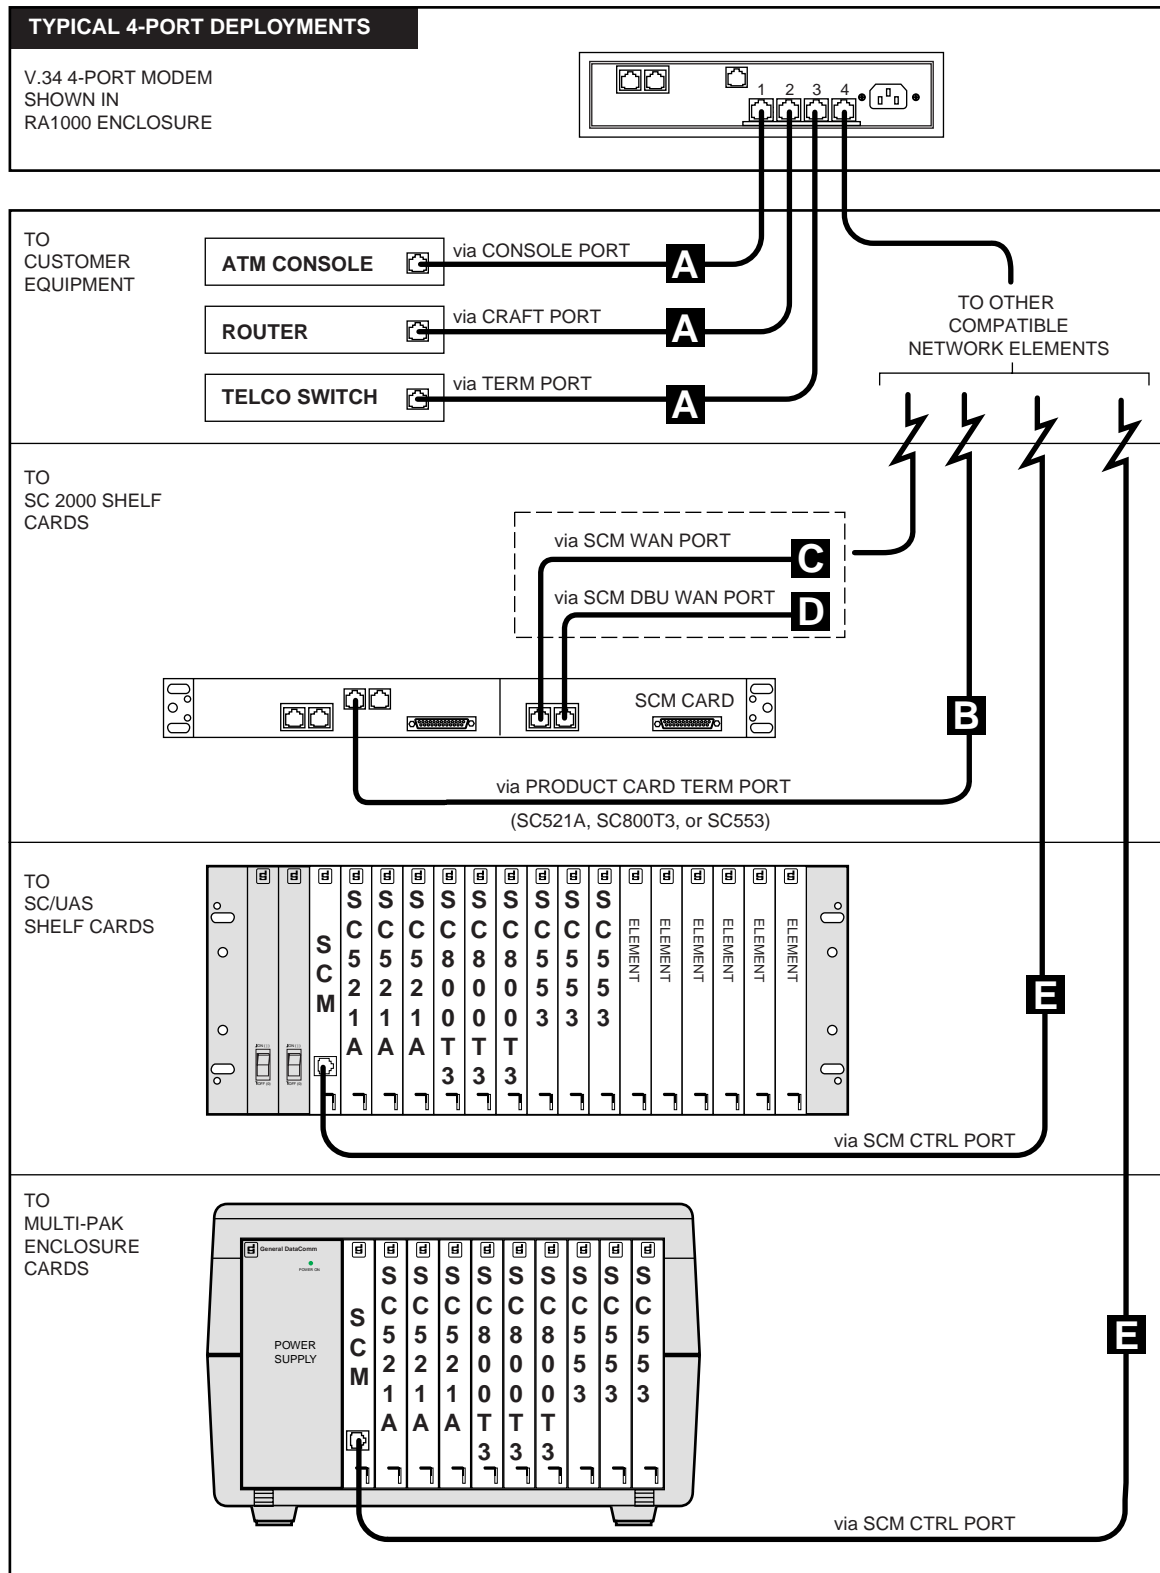 TYPICAL 4-PORT DEPLOYMENTS
V.34 4-PORT MODEM
SHOWN IN
RA1000 ENCLOSURE
1 2 3 4
TO
CUSTOMER
EQUIPMENT
ATM CONSOLE
via CONSOLE PORT
A
ROUTER
via CRAFT PORT
A
TELCO SWITCH
via TERM PORT
A
TO OTHER
COMPATIBLE
NETWORK ELEMENTS
TO
SC 2000 SHELF
CARDS
via SCM WAN PORT
C
via SCM DBU WAN PORT
D
SCM CARD
B
via PRODUCT CARD TERM PORT
(SC521A, SC800T3, or SC553)
TO
SC/UAS
SHELF CARDS
SCM
SC521A
SC521A
SC521A
SC800T3
SC800T3
SC800T3
SC553
SC553
SC553
ELEMENT
ELEMENT
ELEMENT
ELEMENT
ELEMENT
ELEMENT
E
via SCM CTRL PORT
TO
MULTI-PAK
ENCLOSURE
CARDS
General DataComm
POWER ON
POWER
SUPPLY
SCM
SC521A
SC521A
SC521A
SC800T3
SC800T3
SC800T3
SC553
SC553
SC553
E
via SCM CTRL PORT